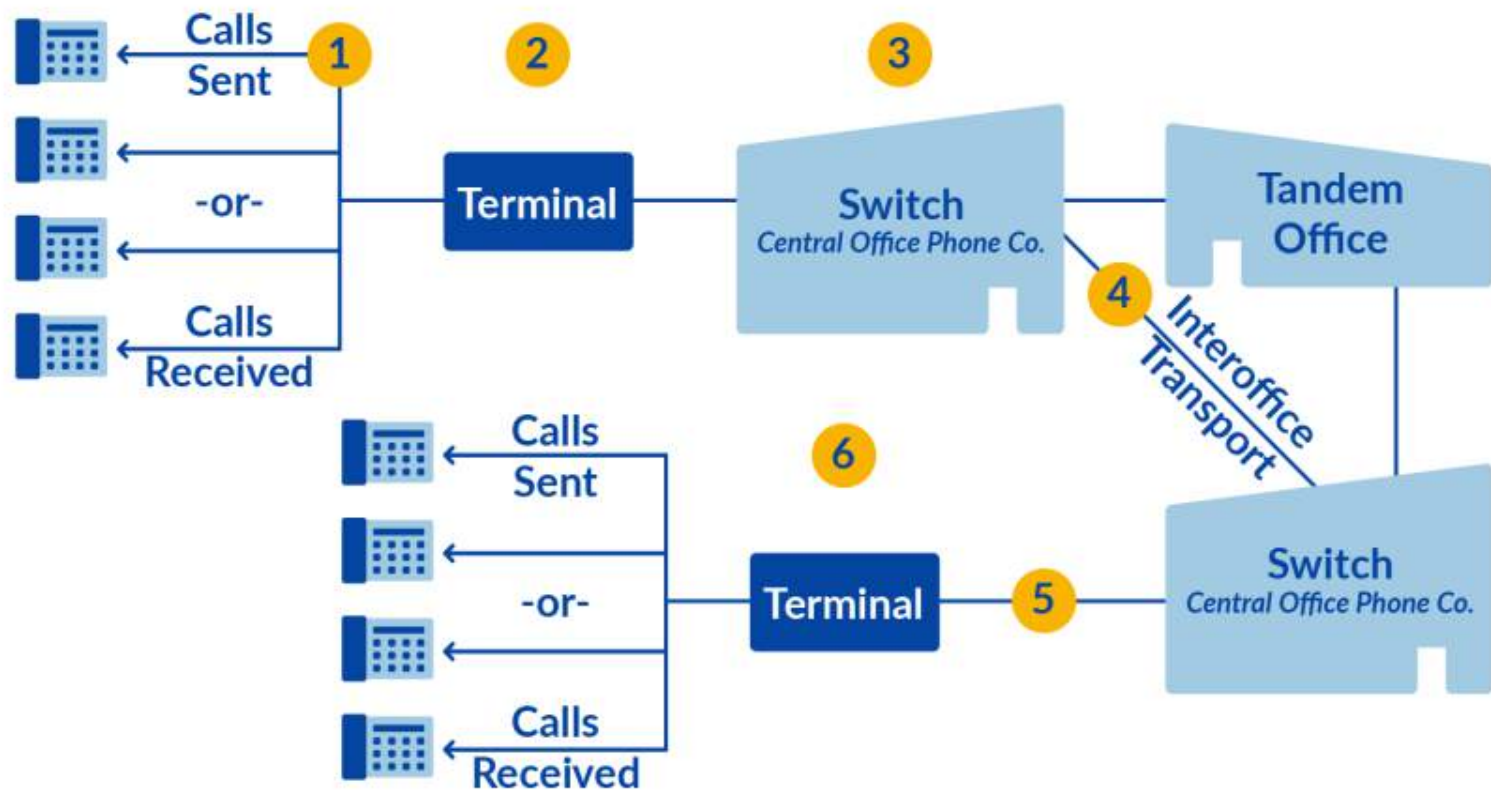 Calls
Sent
-or-
Calls
Received
1
2
Terminal
3
Switch
Central Office Phone Co.
Tandem
Office
4
Interoffice
Transport
Calls
Sent
-or-
Calls
Received
6
Terminal
5
Switch
Central Office Phone Co.